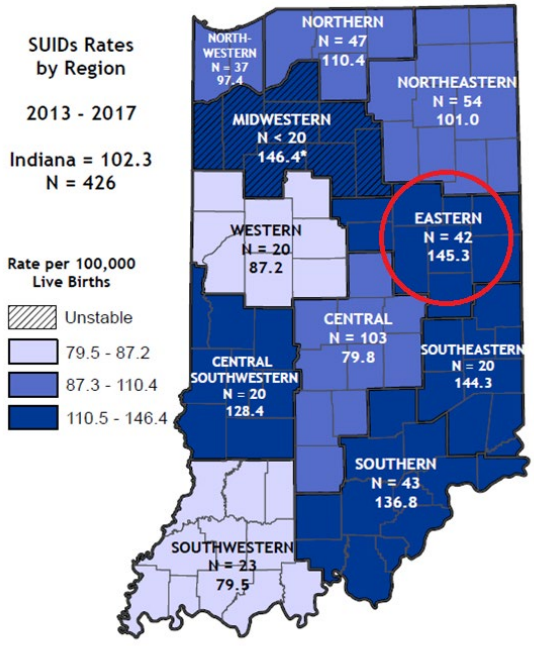 SUIDs Rates
by Region
2013 - 2017
Indiana = 102.3
N = 426
Rate per 100,000
Live Births
Unstable
79.5 - 87.2
87.3 - 110.4
110.5 - 146.4
NORTH-
WESTERN
N = 37
97.4
NORTHERN
N = 47
110.4
NORTHEASTERN
N = 54
101.0
MIDWESTERN
N < 20
146.4*
WESTERN
N = 20
87.2
EASTERN
N = 42
145.3
CENTRAL
N = 103
79.8
CENTRAL
SOUTHWESTERN
N = 20
128.4
SOUTHEASTERN
N = 20
144.3
SOUTHERN
N = 43
136.8
SOUTHWESTERN
N = 23
79.5